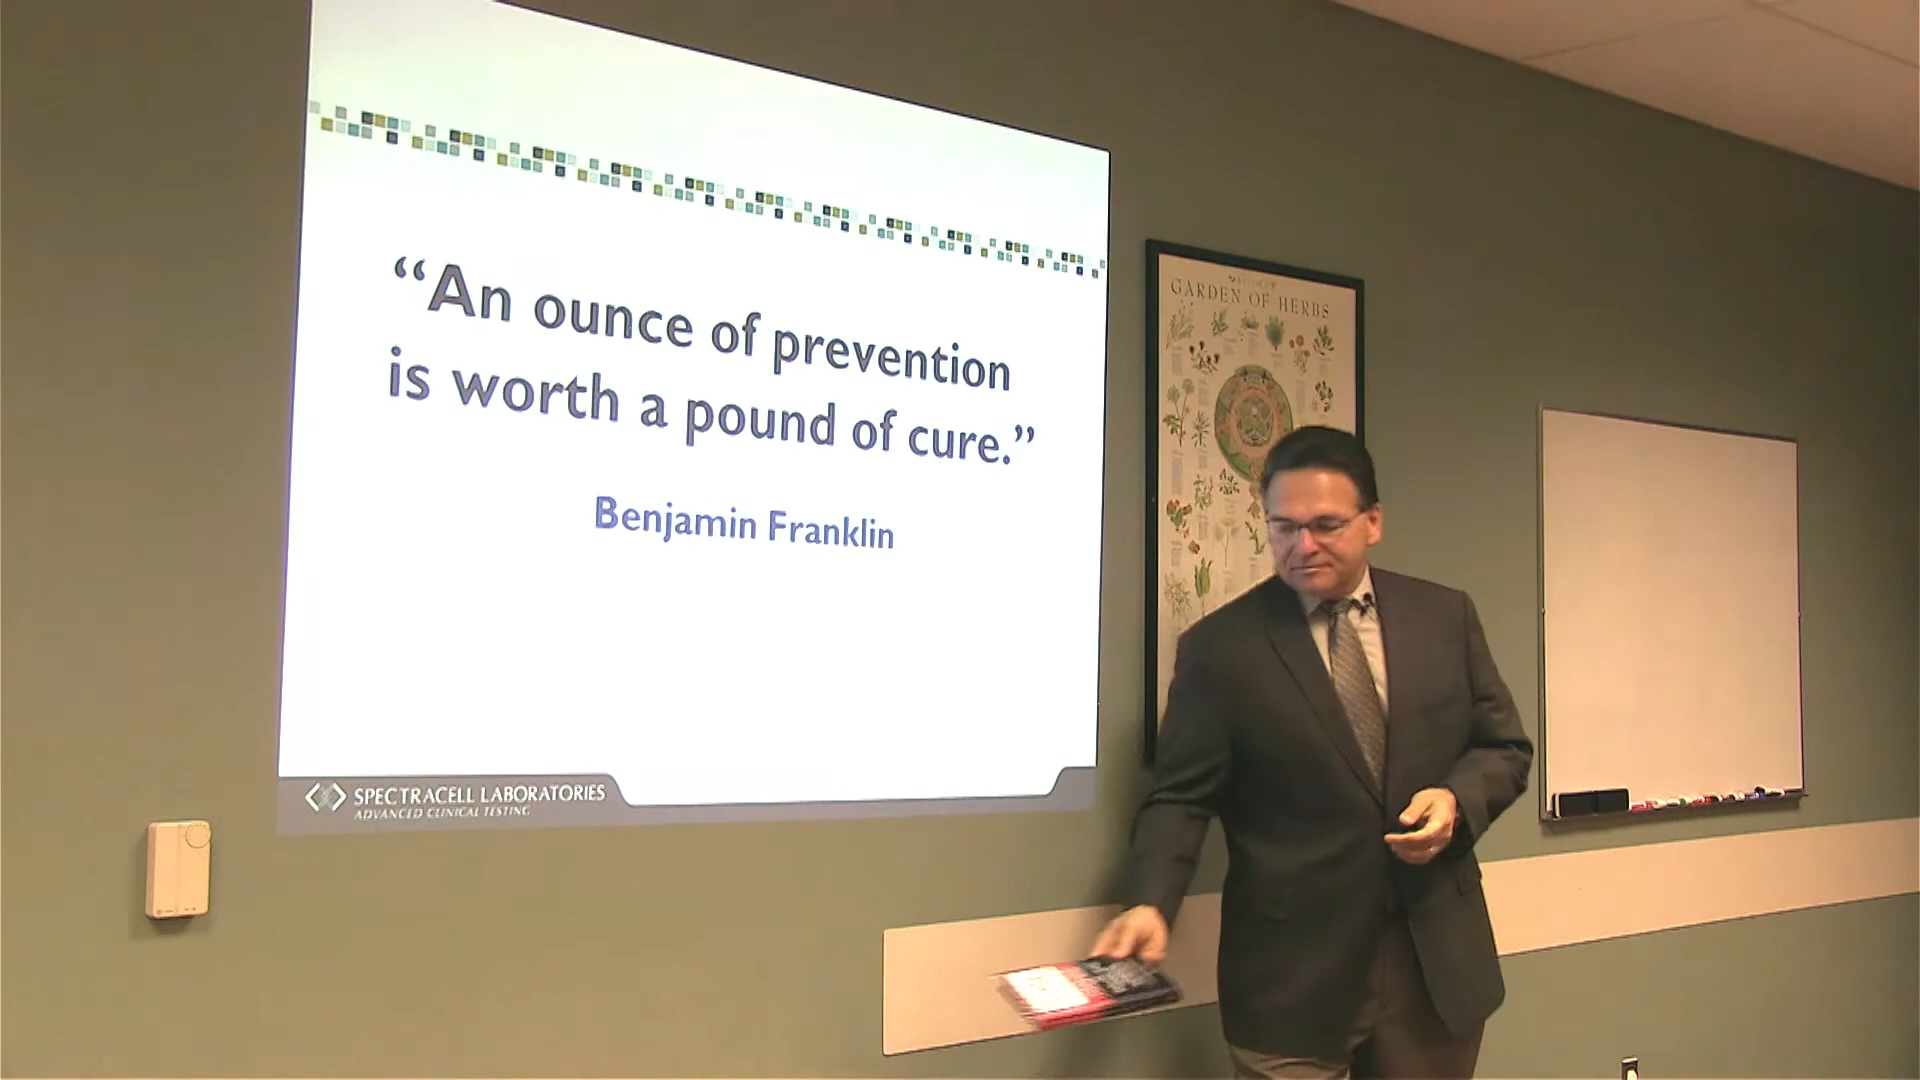 “An ounce of prevention
is worth a pound of cure.”
Benjamin Franklin
SPECTRACELL LABORATORIES
ADVANCED CLINICAL TESTING
GARDEN OF HERBS